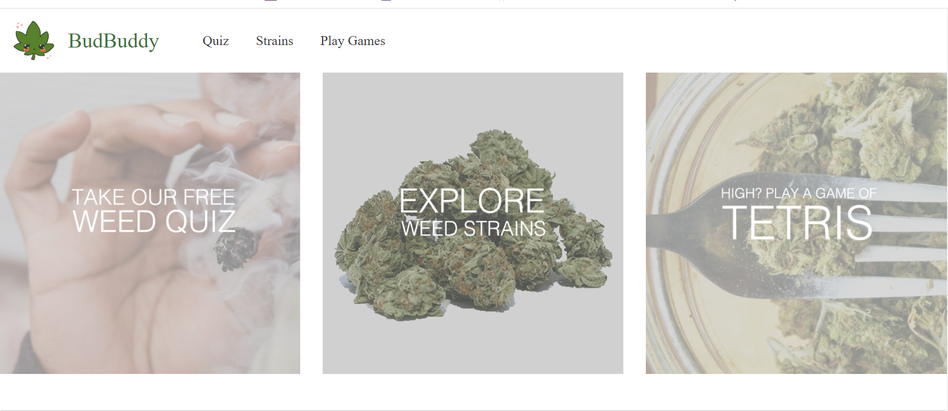 BudBuddy
Quiz
Strains
Play Games
TAKE OUR FREE
WEED QUIZ
EXPLORE
WEED STRAINS
HIGH? PLAY A GAME OF
TETRIS